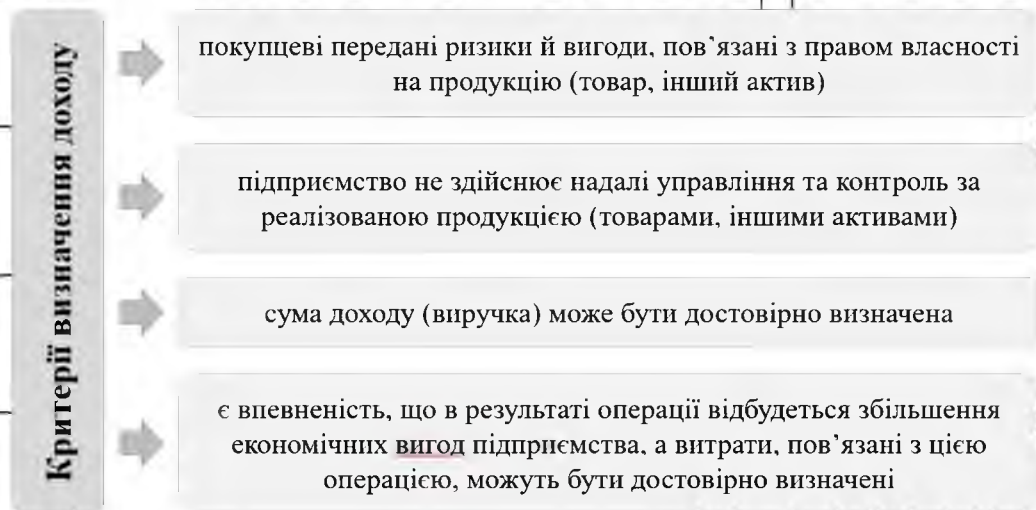 Критерії визначення доходу
покупцеві передані ризики й вигоди, пов’язані з правом власності
на продукцію (товар, інший актив)
підприємство не здійснює надалі управління та контроль за
реалізованою продукцією (товарами, іншими активами)
сума доходу (виручка) може бути достовірно визначена
є впевненість, що в результаті операції відбудеться збільшення
економічних вигод підприємства, а витрати, пов’язані з цією
операцією, можуть бути достовірно визначені